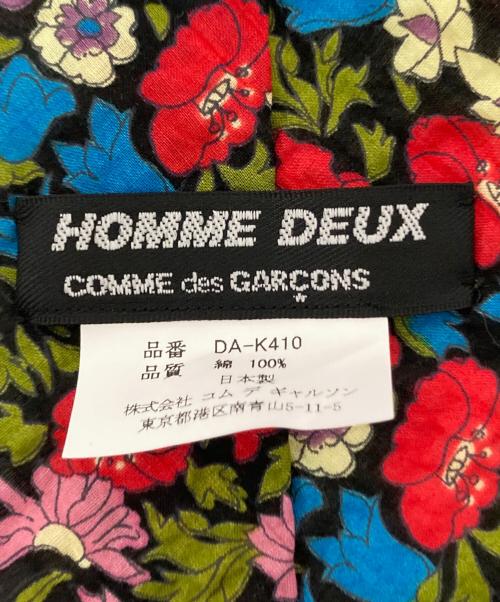 HOMME DEUX
COMME des GARÇONS
品番 DA-K410
品質 綿 100%
日本製
株式会社 コム デ ギャルソン
東京都港区南青山5-11-5